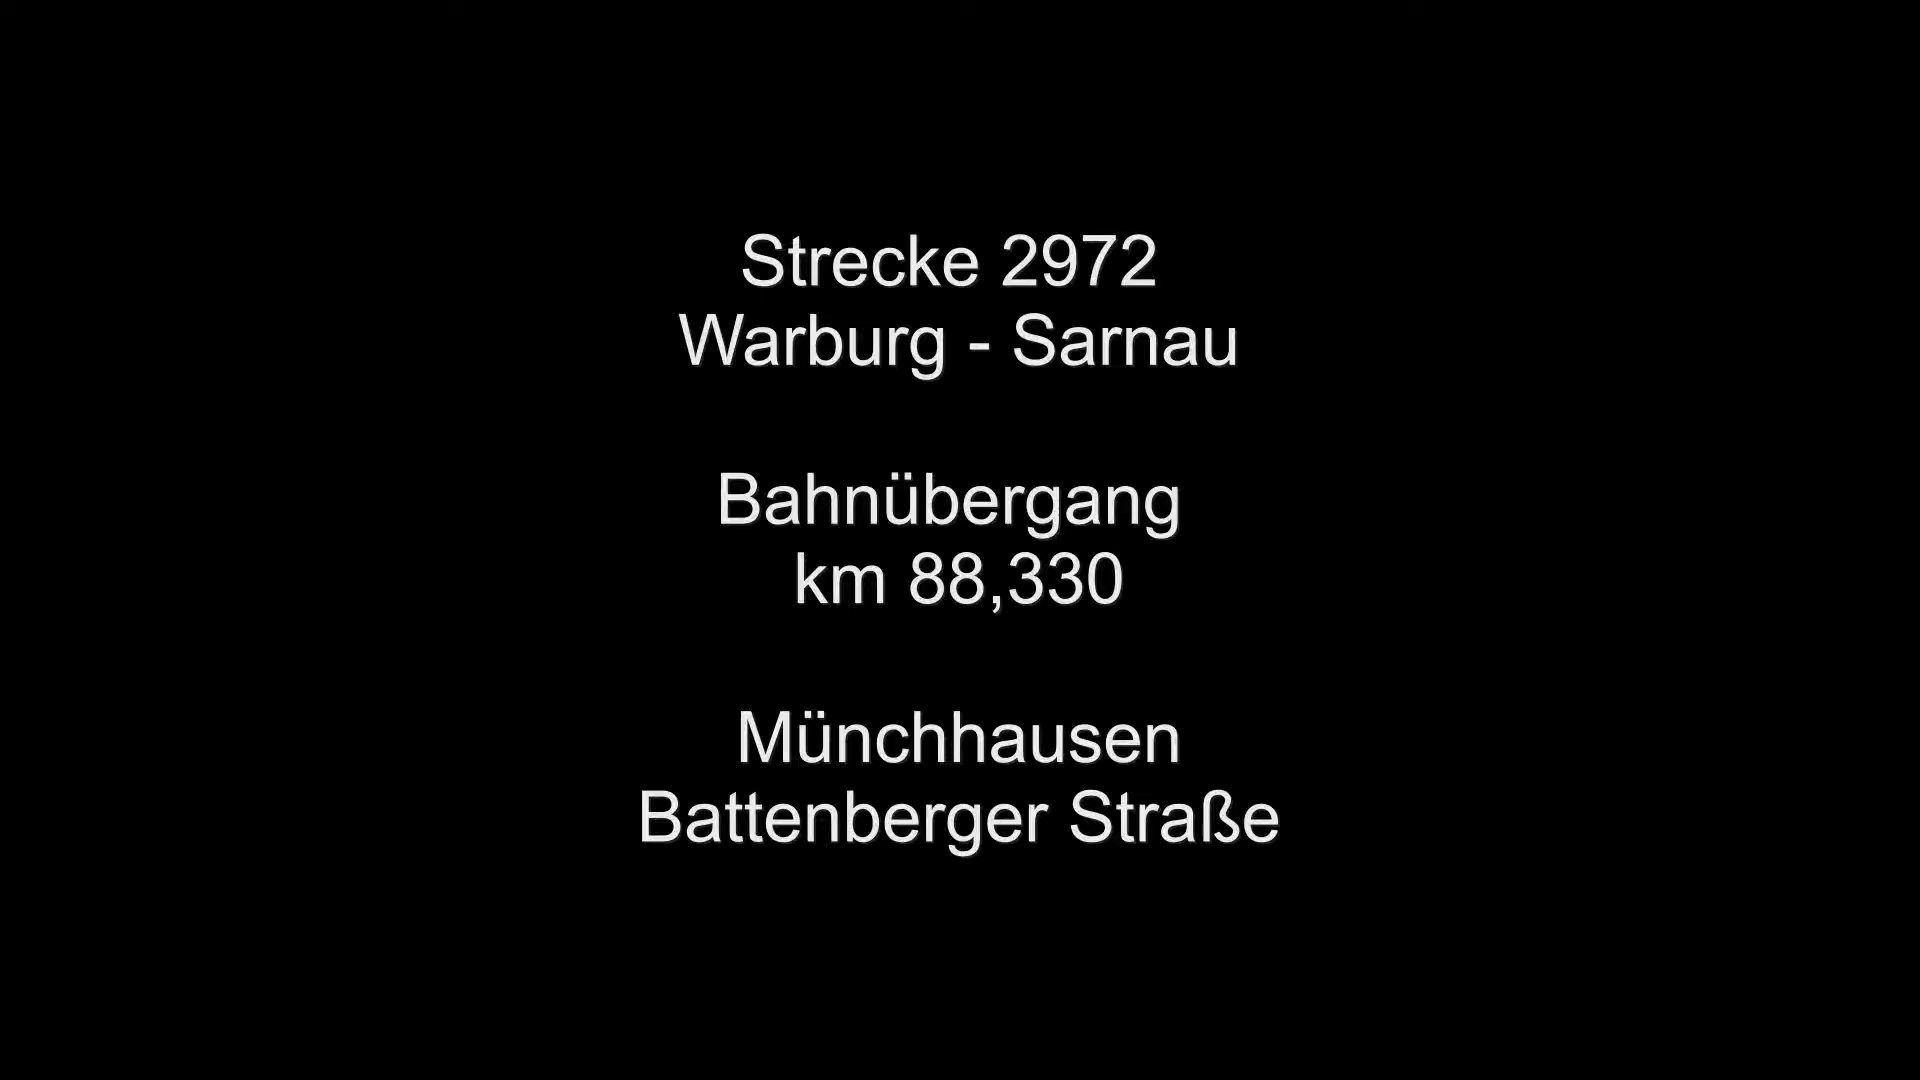 Strecke 2972
Warburg - Sarnau
Bahnübergang
km 88,330
Münchhausen
Battenberger Straße